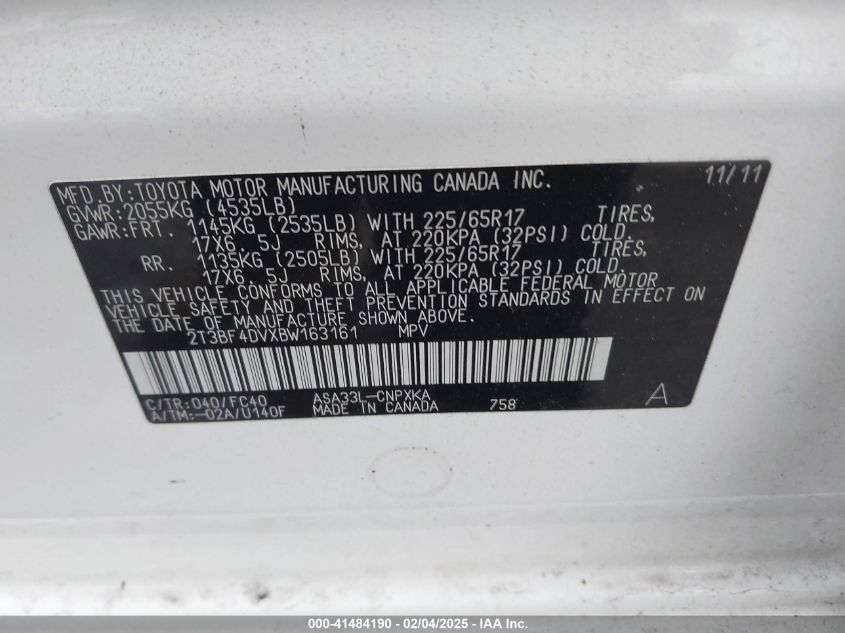 MFD. BY: TOYOTA MOTOR MANUFACTURING CANADA INC. 11/11
GVWR: 2055KG (4535LB)
GAWR: FRT. 1145KG (2535LB) WITH 225/65R17 TIRES,
17X6. 5J RIMS, AT 220KPA (32PSI) COLD.
RR. 1135KG (2505LB) WITH 225/65R17 TIRES,
17X6. 5J RIMS, AT 220KPA (32PSI) COLD.
THIS VEHICLE CONFORMS TO ALL APPLICABLE FEDERAL MOTOR
VEHICLE SAFETY AND THEFT PREVENTION STANDARDS IN EFFECT ON
THE DATE OF MANUFACTURE SHOWN ABOVE.
2T3BF4DVXBW163161 MPV
C/TR: 040/FC40 ASA33L-CNPXKA
A/TM: -02A/U140F MADE IN CANADA 758 A
000-41484190 - 02/04/2025 - IAA Inc.